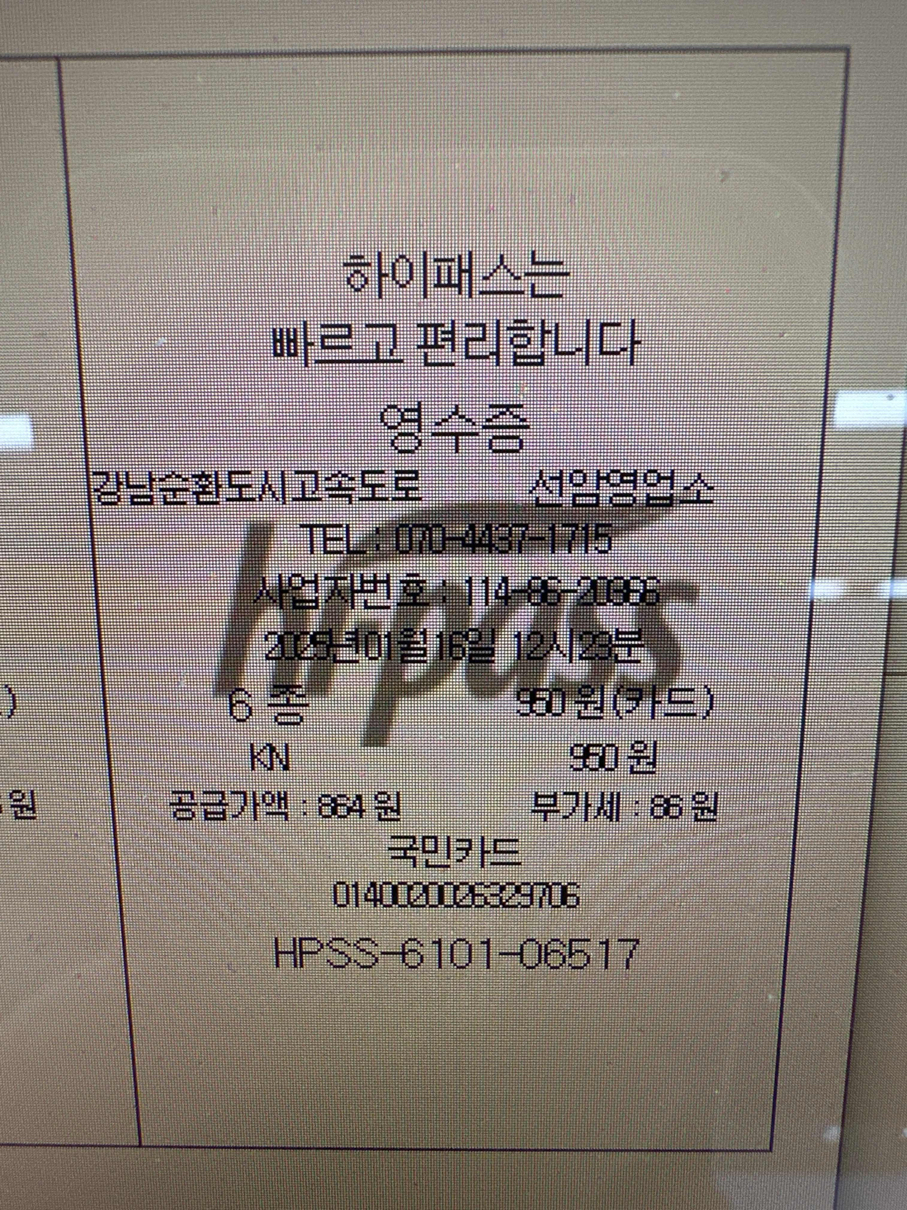 하이패스는
빠르고 편리합니다
영수증
강남순환도시고속도로 선암영업소
TEL : 070-4437-1715
사업자번호 : 114-86-20966
2025년01월16일 12시23분
6 종 950 원(카드)
KN 950 원
공급가액 : 864 원 부가세 : 86 원
국민카드
0140020026329706
HPSS-6101-06517
hi-pass
)
원